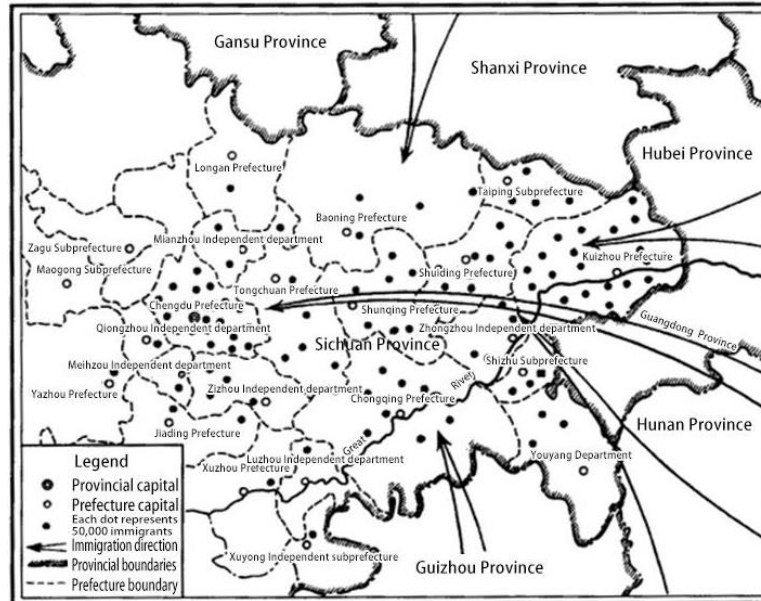 Gansu Province
Shanxi Province
Hubei Province
Longan Prefecture
Taiping Subprefecture
Baoning Prefecture
Mianzhou Independent department
Zagu Subprefecture
Kuizhou Prefecture
Maogong Subprefecture
Shuiding Prefecture
Tongchuan Prefecture
Chengdu Prefecture
Shunqing Prefecture
Guangdong Province
Qiongzhou Independent department
Zhongzhou Independent department
Sichuan Province
Shizhu Subprefecture
Meihzhou Independent department
Zizhou Independent department
River
Yazhou Prefecture
Chongqing Prefecture
Hunan Province
Jiading Prefecture
Great
Luzhou Independent department
Youyang Department
Xuzhou Prefecture
Xuyong Independent subprefecture
Guizhou Province
Legend
Provincial capital
Prefecture capital
Each dot represents
50,000 immigrants
Immigration direction
Provincial boundaries
Prefecture boundary